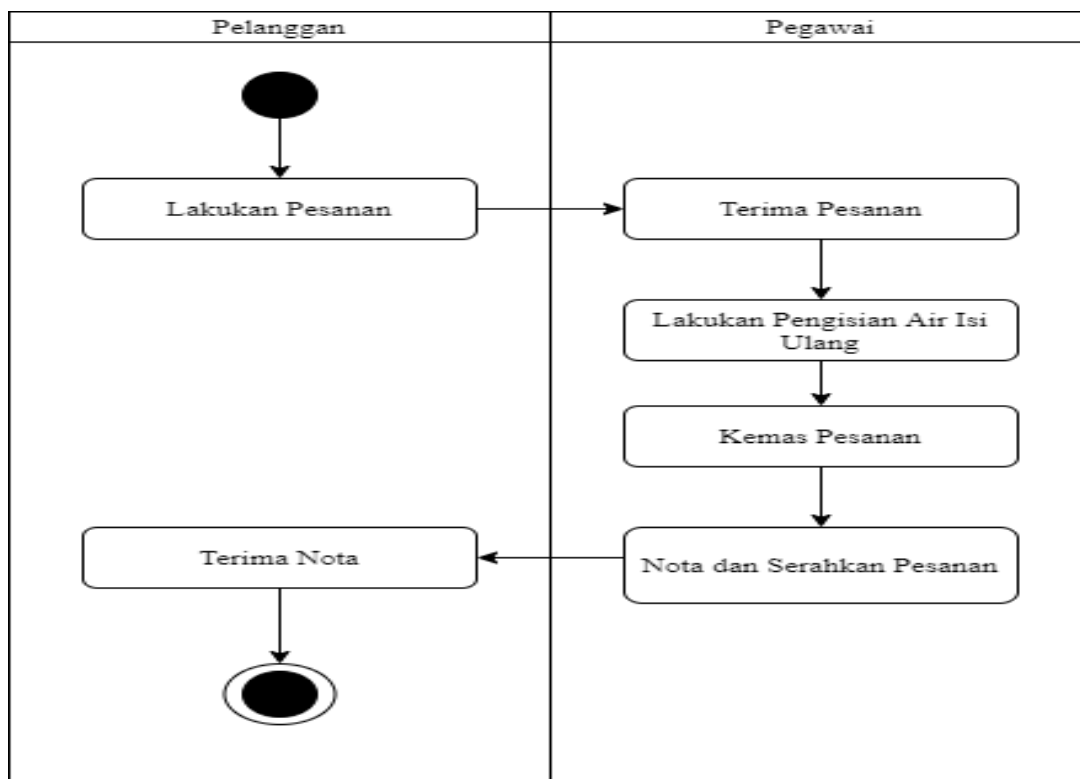 Pelanggan
Pegawai
Lakukan Pesanan
Terima Pesanan
Lakukan Pengisian Air Isi
Ulang
Kemas Pesanan
Nota dan Serahkan Pesanan
Terima Nota